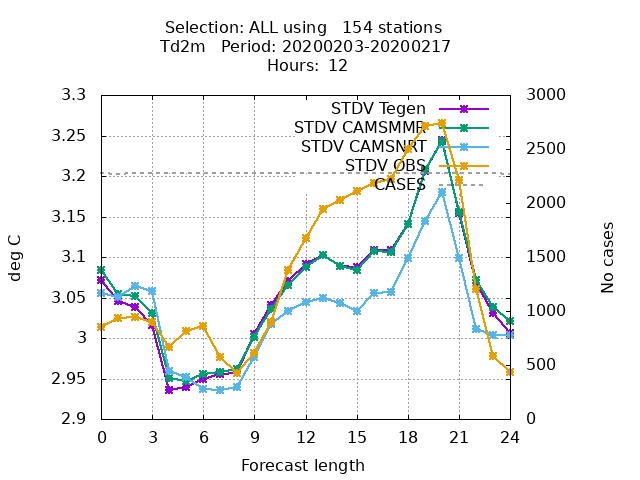 Selection: ALL using   154 stations
Td2m   Period: 20200203-20200217
Hours:  12
3.3
3.25
3.2
3.15
3.1
3.05
3
2.95
2.9
deg C
3000
2500
2000
1500
1000
500
0
No cases
STDV Tegen
STDV CAMSMMR
STDV CAMSNRT
STDV OBS
CASES
0 3 6 9 12 15 18 21 24
Forecast length